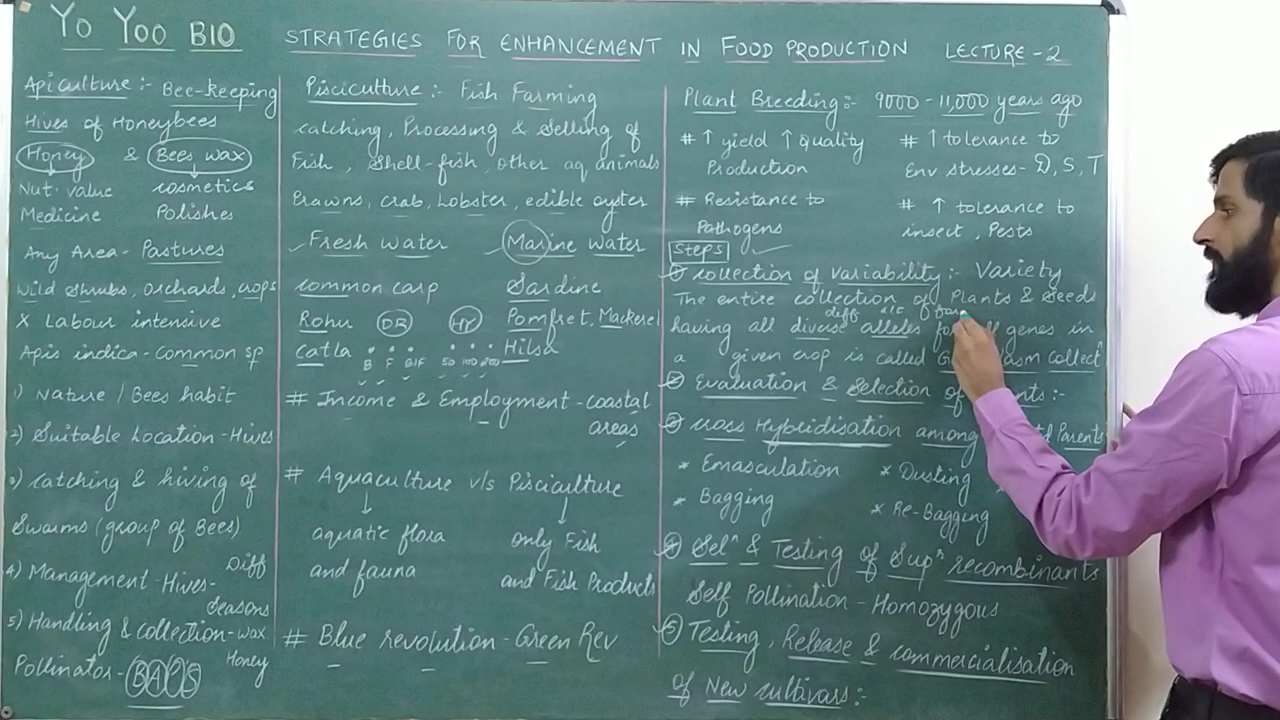 YO YOO BIO
STRATEGIES FOR ENHANCEMENT IN FOOD PRODUCTION LECTURE - 2
Apiculture :- Bee-keeping
Hives of Honeybees
Honey & Bees wax
Nut. value cosmetics
Medicine Polishes
Any Area - Pastures
Wild shrubs, orchards, crops
X Labour intensive
Apis indica - Common sp
1) Nature / Bees habit
2) Suitable Location - Hives
3) catching & hiving of
Swarms (group of Bees)
4) Management - Hives - Diff
Seasons
5) Handling & collection - wax
Honey
Pollinator - BAPS
Pisciculture :- Fish Farming
catching, Processing & Selling of
Fish, Shell-fish, other aq animals
Prawns, crab, Lobster, edible oyster
Fresh water Marine water
common carp Sardine
Rohu DR HY Pomfret, Mackerel
Catla Hilsa
B F BIF 50 100 200
# Income & Employment - coastal
areas
# Aquaculture v/s Pisciculture
aquatic flora only Fish
and fauna and Fish Products
# Blue revolution - Green Rev
Plant Breeding :- 9000 - 11,000 years ago
# ↑ yield ↑ Quality # ↑ tolerance to
Production Env stresses - D, S, T
# Resistance to # ↑ tolerance to
Pathogens insect, Pests
Steps
① collection of variability :- Variety
The entire collection of Plants & Seeds
diff
having all diverse alleles genes in
a given crop is called collect
② Evaluation & Selection of
③ cross Hybridisation among Parents
* Emasculation * Dusting
* Bagging * Re-Bagging
④ Selⁿ & Testing of Supʳ recombinants
Self Pollination - Homozygous
⑤ Testing, Release & commercialisation
of New cultivars :-